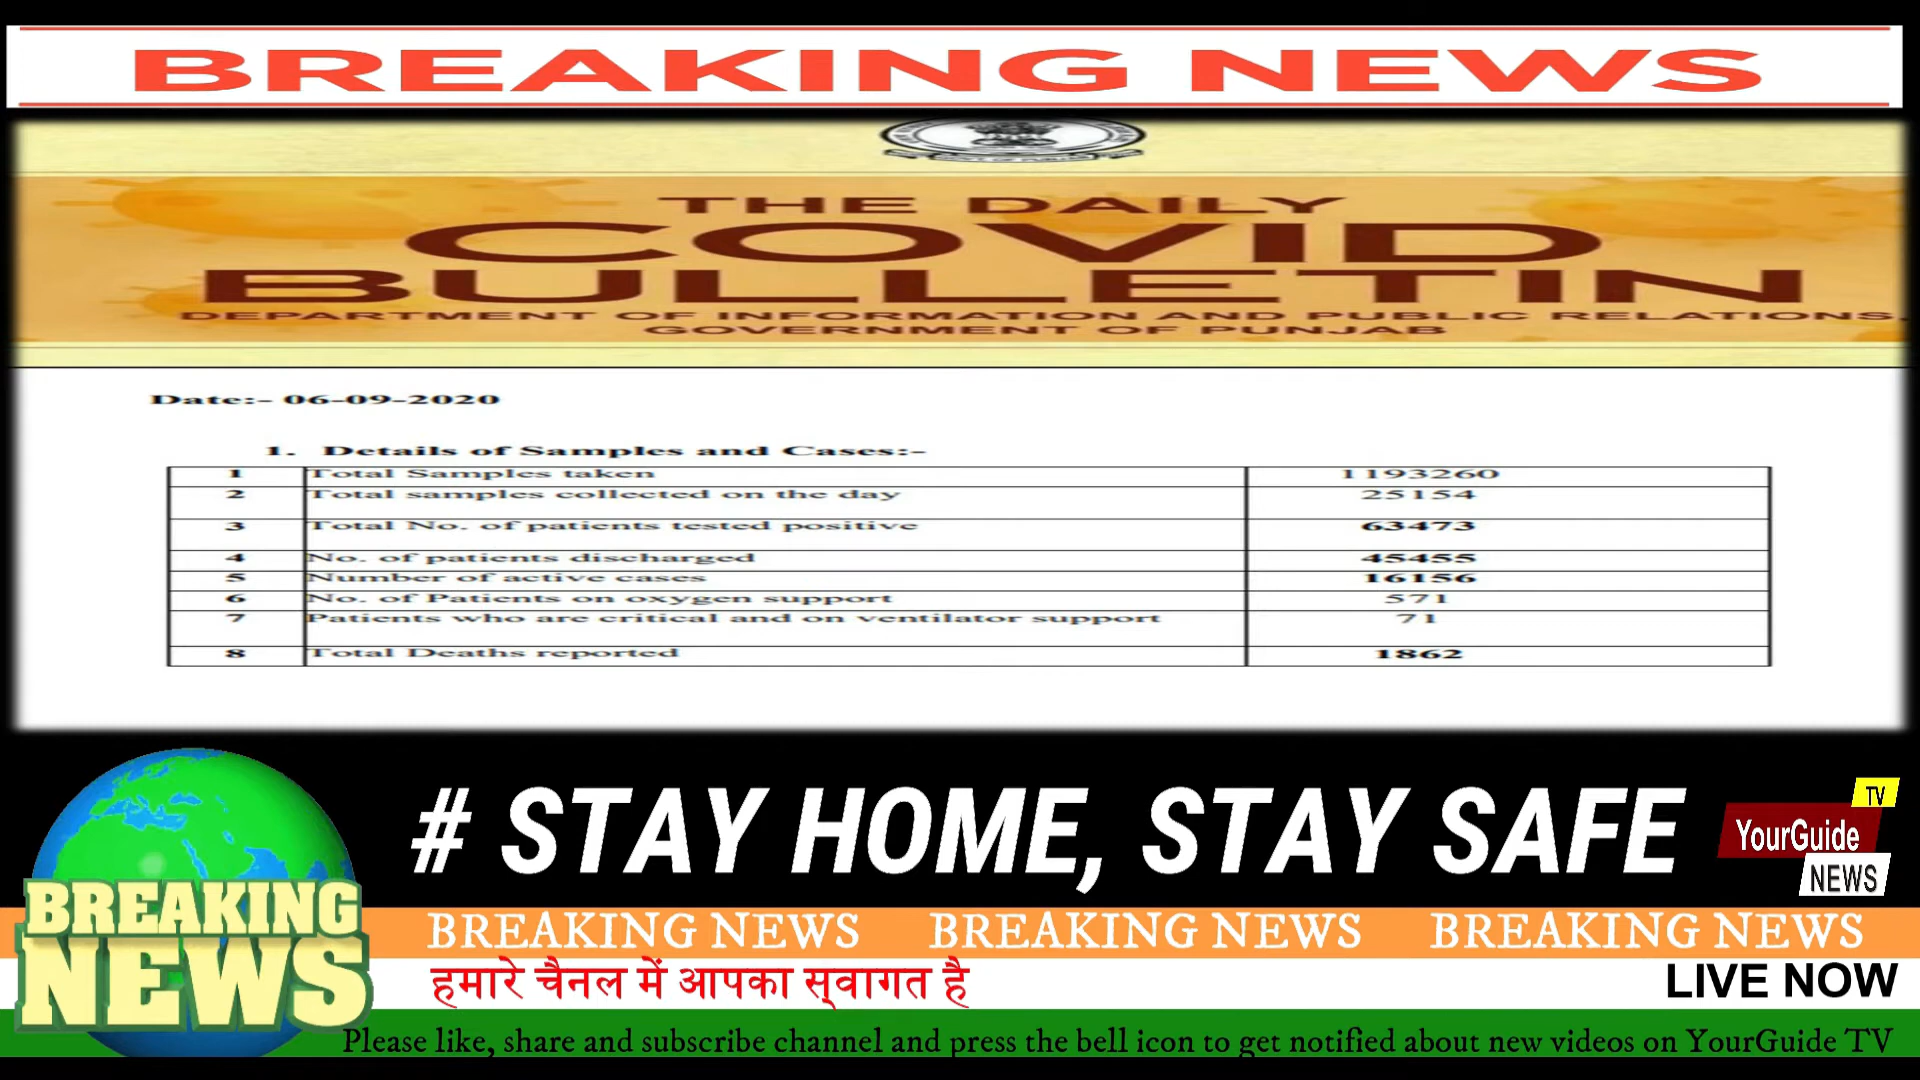 BREAKING NEWS
THE DAILY
COVID
BULLETIN
DEPARTMENT OF INFORMATION AND PUBLIC RELATIONS,
GOVERNMENT OF PUNJAB
Date:- 06-09-2020
1. Details of Samples and Cases:-
1 Total Samples taken 1193260
2 Total samples collected on the day 25154
3 Total No. of patients tested positive 63473
4 No. of patients discharged 45455
5 Number of active cases 16156
6 No. of Patients on oxygen support 571
7 Patients who are critical and on ventilator support 71
8 Total Deaths reported 1862
# STAY HOME, STAY SAFE
TV
YourGuide
NEWS
BREAKING
NEWS
BREAKING NEWS BREAKING NEWS BREAKING NEWS
हमारे चैनल में आपका स्वागत है
LIVE NOW
Please like, share and subscribe channel and press the bell icon to get notified about new videos on YourGuide TV